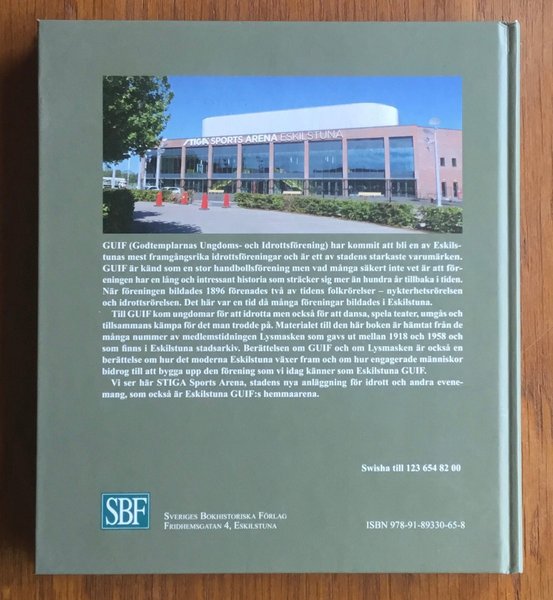 STIGA SPORTS ARENA ESKILSTUNA
GUIF (Godtemplarnas Ungdoms- och Idrottsförening) har kommit att bli en av Eskils-
tunas mest framgångsrika idrottsföreningar och är ett av stadens starkaste varumärken.
GUIF är känd som en stor handbollsförening men vad många säkert inte vet är att för-
eningen har en lång och intressant historia som sträcker sig mer än hundra år tillbaka i tiden.
När föreningen bildades 1896 förenades två av tidens folkrörelser – nykterhetsrörelsen
och idrottsrörelsen. Det här var en tid då många föreningar bildades i Eskilstuna.
Till GUIF kom ungdomar för att idrotta men också för att dansa, spela teater, umgås och
tillsammans kämpa för det man trodde på. Materialet till den här boken är hämtat från de
många nummer av medlemstidningen Lysmasken som gavs ut mellan 1918 och 1958 och
som finns i Eskilstuna stadsarkiv. Berättelsen om GUIF och om Lysmasken är också en
berättelse om hur det moderna Eskilstuna växer fram och om hur engagerade människor
bidrog till att bygga upp den förening som vi idag känner som Eskilstuna GUIF.
Vi ser här STIGA Sports Arena, stadens nya anläggning för idrott och andra evene-
mang, som också är Eskilstuna GUIF:s hemmaarena.
Swisha till 123 654 82 00
SBF
SVERIGES BOKHISTORISKA FÖRLAG
FRIDHEMSGATAN 4, ESKILSTUNA
ISBN 978-91-89330-65-8